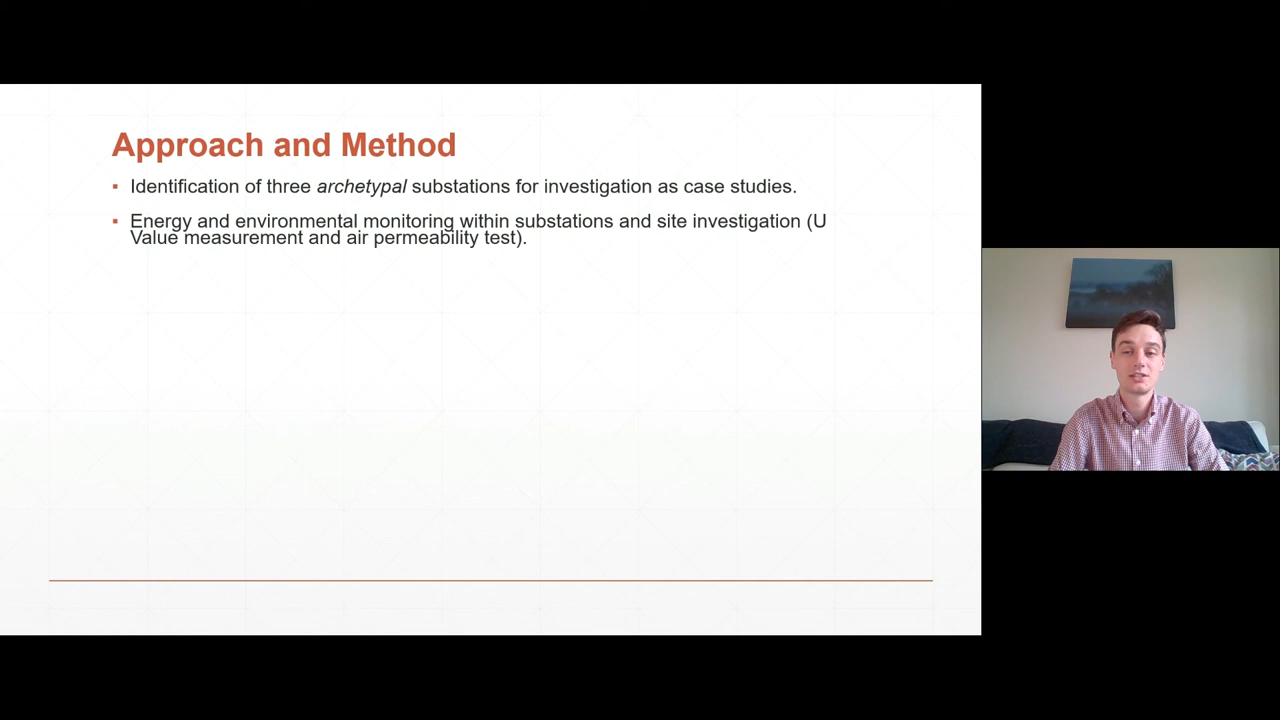 Approach and Method
▪ Identification of three archetypal substations for investigation as case studies.
▪ Energy and environmental monitoring within substations and site investigation (U
Value measurement and air permeability test).